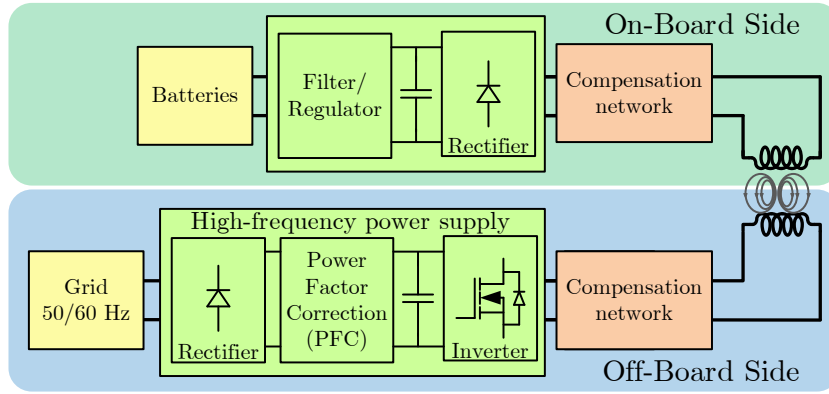 On-Board Side
Batteries
Filter/
Regulator
Rectifier
Compensation
network
High-frequency power supply
Grid
50/60 Hz
Rectifier
Power
Factor
Correction
(PFC)
Inverter
Compensation
network
Off-Board Side